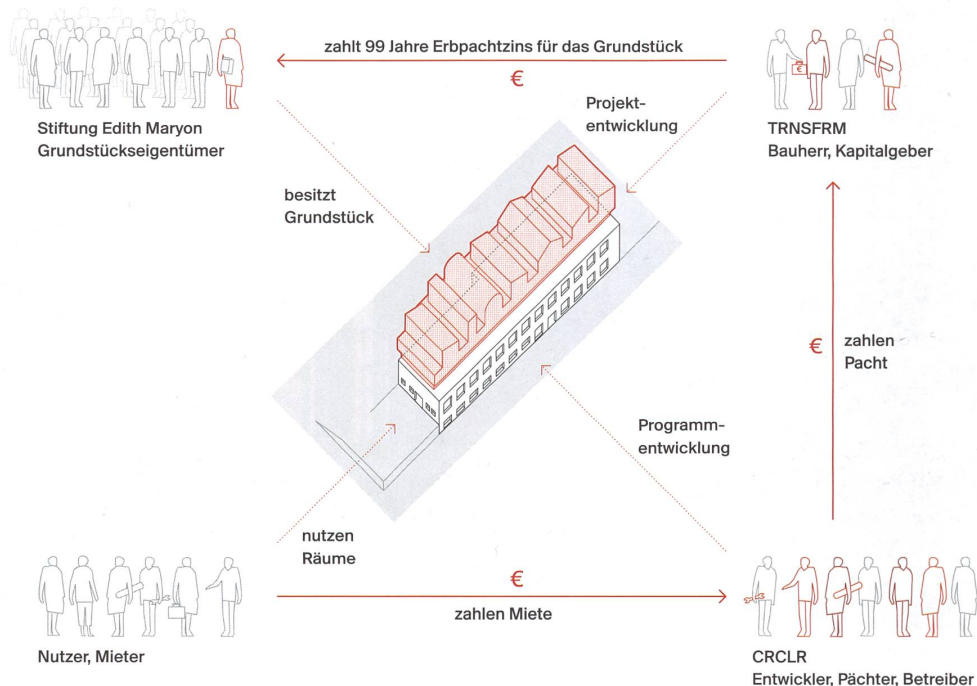 zahlt 99 Jahre Erbpachtzins für das Grundstück
€
Stiftung Edith Maryon
Grundstückseigentümer
Projekt-
entwicklung
€
TRNSFRM
Bauherr, Kapitalgeber
besitzt
Grundstück
€
zahlen
Pacht
Programm-
entwicklung
nutzen
Räume
€
zahlen Miete
Nutzer, Mieter
CRCLR
Entwickler, Pächter, Betreiber